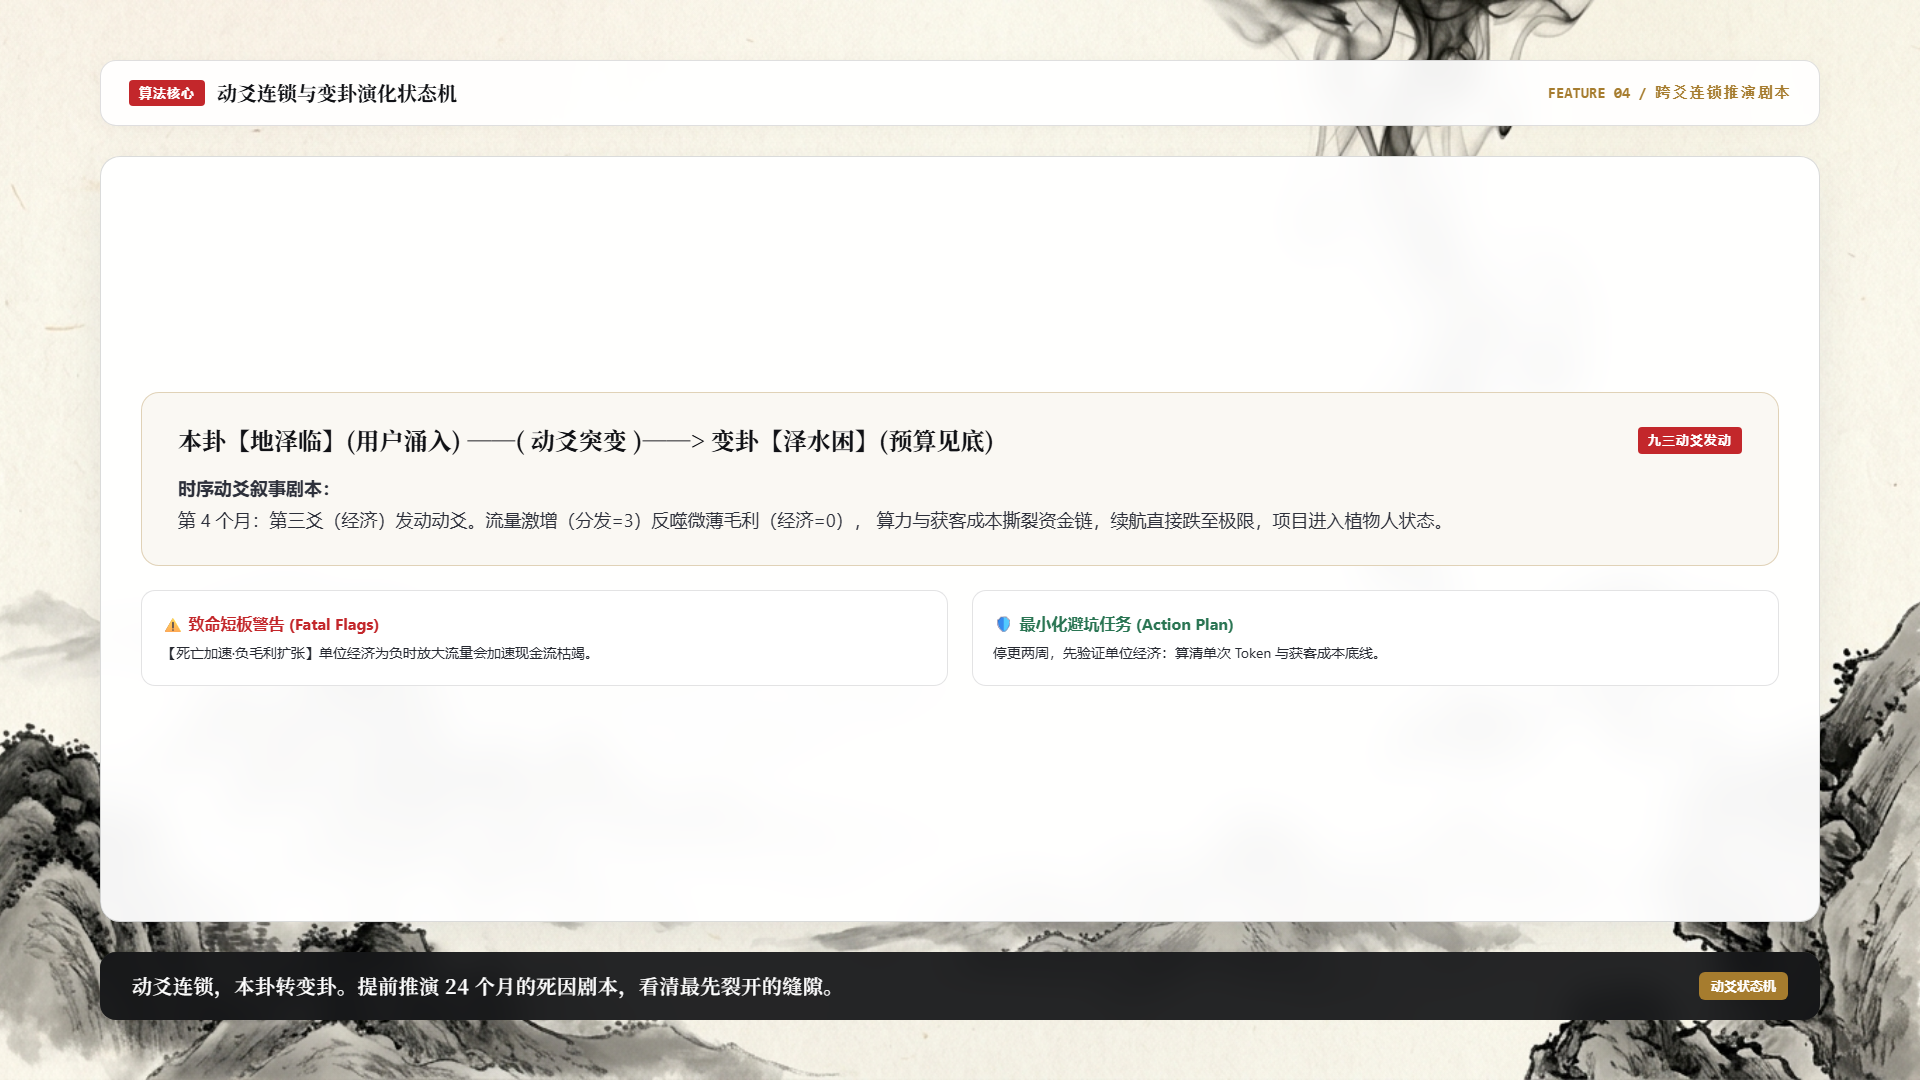 算法核心 动爻连锁与变卦演化状态机
FEATURE 04 / 跨爻连锁推演剧本
本卦【地泽临】(用户涌入) ——( 动爻突变 )——> 变卦【泽水困】(预算见底)
九三动爻发动
时序动爻叙事剧本：
第 4 个月：第三爻（经济）发动动爻。流量激增（分发=3）反噬微薄毛利（经济=0）， 算力与获客成本撕裂资金链，续航直接跌至极限，项目进入植物人状态。
⚠️ 致命短板警告 (Fatal Flags)
【死亡加速·负毛利扩张】单位经济为负时放大流量会加速现金流枯竭。
🛡️ 最小化避坑任务 (Action Plan)
停更两周，先验证单位经济：算清单次 Token 与获客成本底线。
动爻连锁，本卦转变卦。提前推演 24 个月的死因剧本，看清最先裂开的缝隙。
动爻状态机